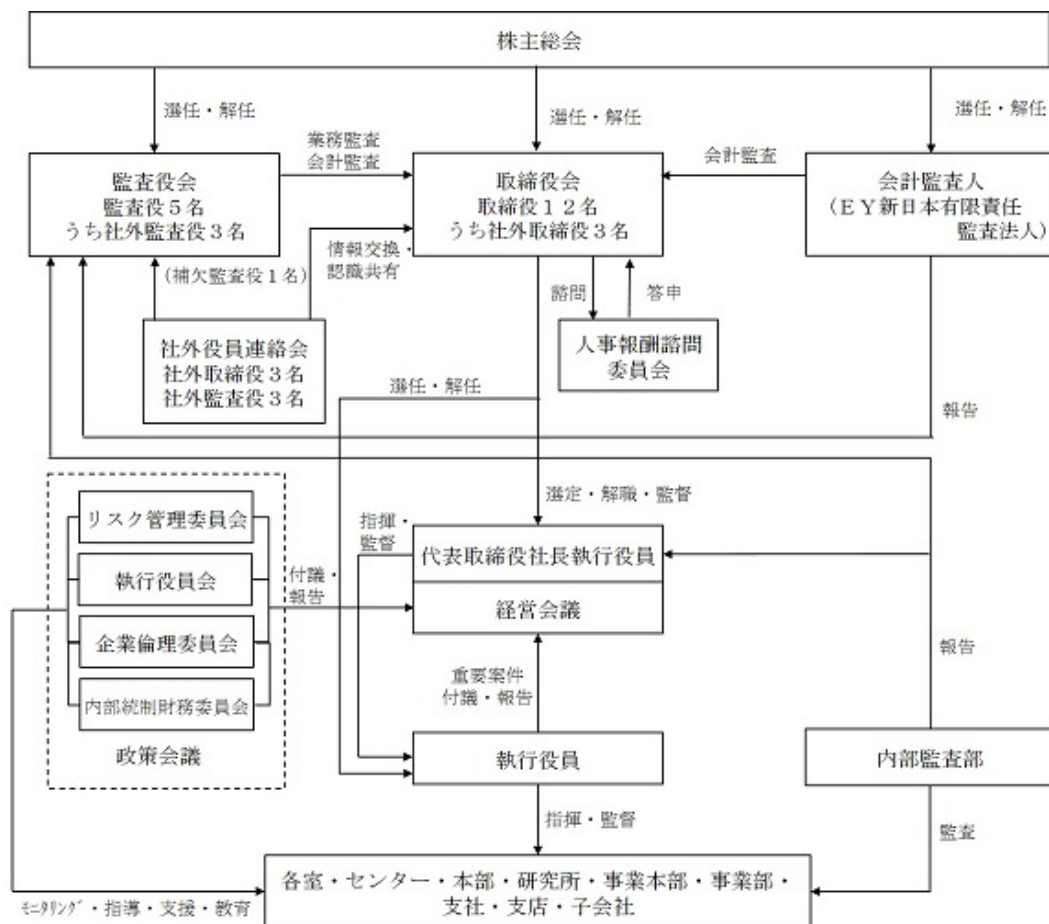 株主総会
選任・解任
選任・解任
選任・解任
業務監査
会計監査
会計監査
監査役会
監査役５名
うち社外監査役３名
取締役会
取締役１２名
うち社外取締役３名
会計監査人
（ＥＹ新日本有限責任
監査法人）
(補欠監査役１名)
情報交換・
認識共有
諮問
答申
社外役員連絡会
社外取締役３名
社外監査役３名
人事報酬諮問
委員会
選任・解任
報告
選定・解職・監督
リスク管理委員会
執行役員会
企業倫理委員会
内部統制財務委員会
政策会議
付議・
報告
指揮・
監督
代表取締役社長執行役員
経営会議
重要案件
付議・報告
報告
執行役員
内部監査部
指揮・監督
監査
各室・センター・本部・研究所・事業本部・事業部・
支社・支店・子会社
ﾓﾆﾀﾘﾝｸﾞ・指導・支援・教育